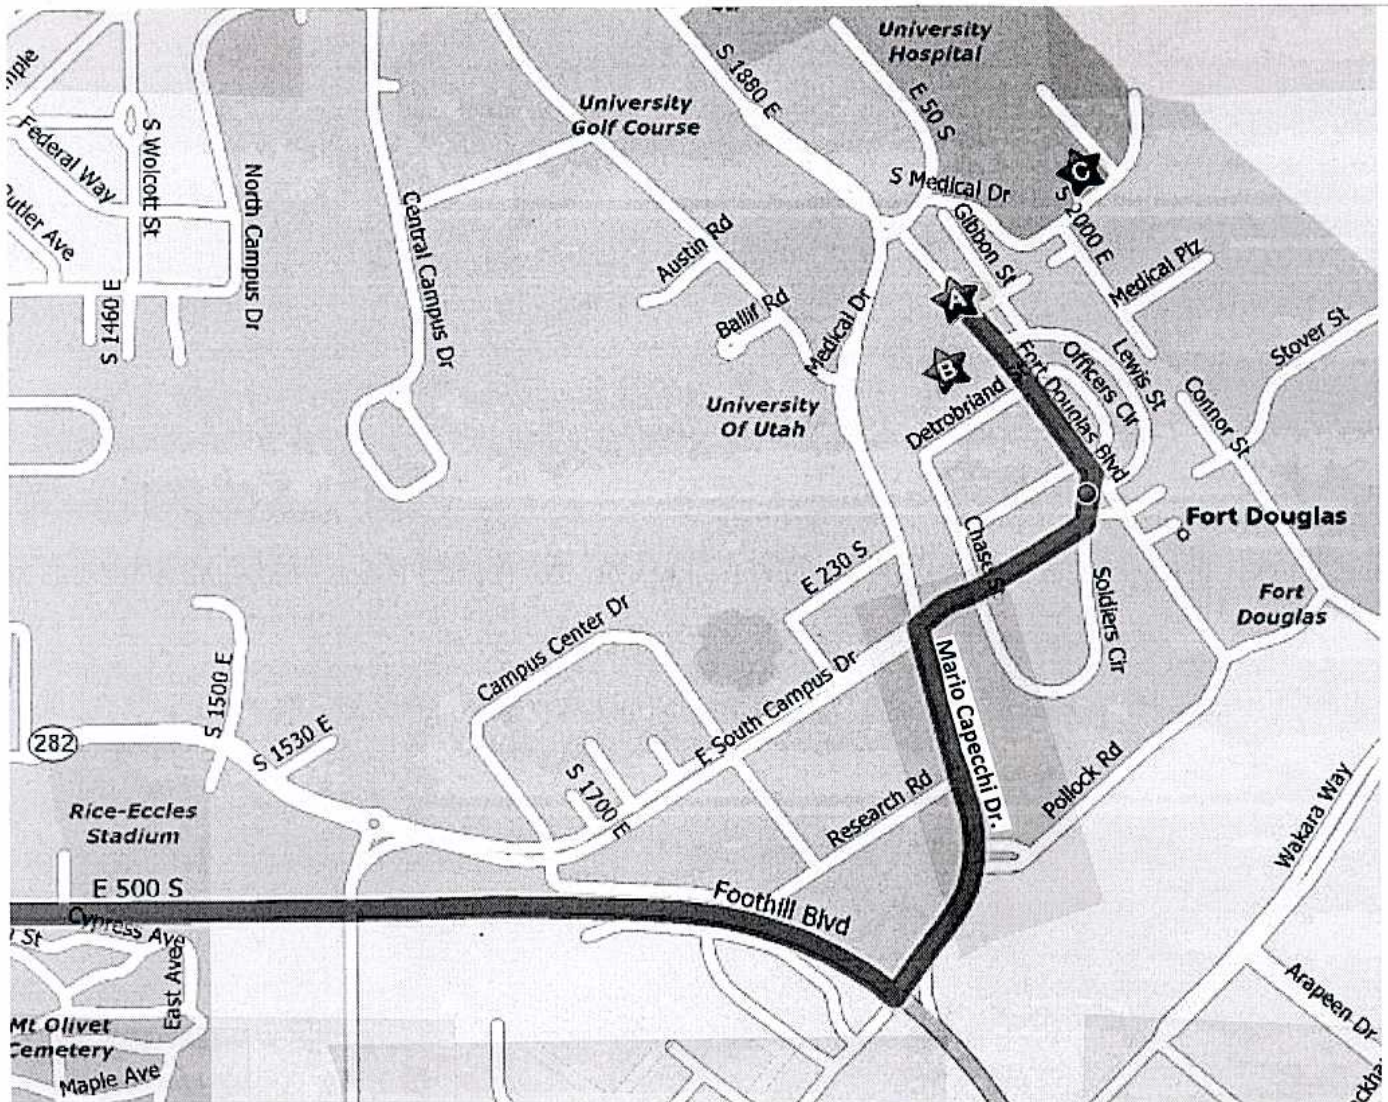 University
Hospital
S 1880 E
E 50 S
University
Golf Course
C
Federal Way
S Wolcott St
S Medical Dr
North Campus Dr
Central Campus Dr
Gibbon St
S 2000 E
Austin Rd
Medical Plz
S 1460 E
A
Ballif Rd
Medical Dr
Stover St
B
Fort Douglas Blvd
Officers Cir
Lewis St
Connor St
University
Of Utah
Detrobriand
Fort Douglas
Chase St
E 230 S
Soldiers Cir
Fort
Douglas
Campus Center Dr
S 1500 E
E South Campus Dr
Mario Capecchi Dr.
282
S 1530 E
S 1700 E
Research Rd
Pollock Rd
Wakara Way
Rice-Eccles
Stadium
E 500 S
Foothill Blvd
Cypress Ave
St
East Ave
Arapeen Dr
Mt Olivet
Cemetery
Maple Ave